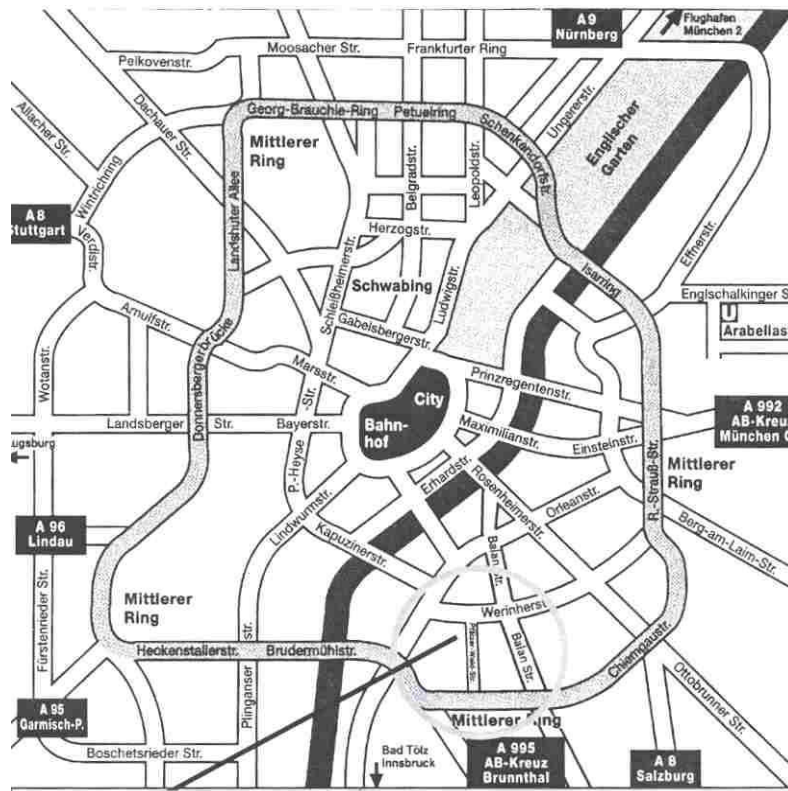 A 9
Nürnberg
Flughafen
München 2
Moosacher Str.
Frankfurter Ring
Pelkovenstr.
Dachauer Str.
Allacher Str.
Georg-Brauchle-Ring
Petuelring
Schenkendorfstr.
Ungererstr.
Englischer
Garten
Mittlerer
Ring
Wintrichring
Landshuter Allee
Belgradstr.
Leopoldstr.
A 8
Stuttgart
Verdistr.
Herzogstr.
Effnerstr.
Isarring
Schleißheimerstr.
Schwabing
Ludwigstr.
Englschalkinger S
U
Arabellas
Arnulfstr.
Gabelsbergerstr.
Donnersbergerbrücke
Marsstr.
Wotanstr.
Prinzregentenstr.
City
Bahn-
hof
Landsberger Str.
Bayerstr.
-Str.
P.-Heyse
Maximilianstr.
Einsteinstr.
A 992
AB-Kreuz
München O
ugsburg
Erhardstr.
Rosenheimerstr.
Orleanstr.
R.-Strauß-Str.
Mittlerer
Ring
Berg-am-Laim-Str.
A 96
Lindau
Lindwurmstr.
Kapuzinerstr.
Balan Str.
Mittlerer
Ring
Werinherst
Fürstenrieder Str.
Heckenstallerstr.
Brudermühlstr.
Balan Str.
Chiemgaustr.
Plinganser str.
Ottobrunner Str.
A 95
Garmisch-P.
Mittlerer Ring
Boschetsrieder Str.
Bad Tölz
Innsbruck
A 995
AB-Kreuz
Brunnthal
A 8
Salzburg